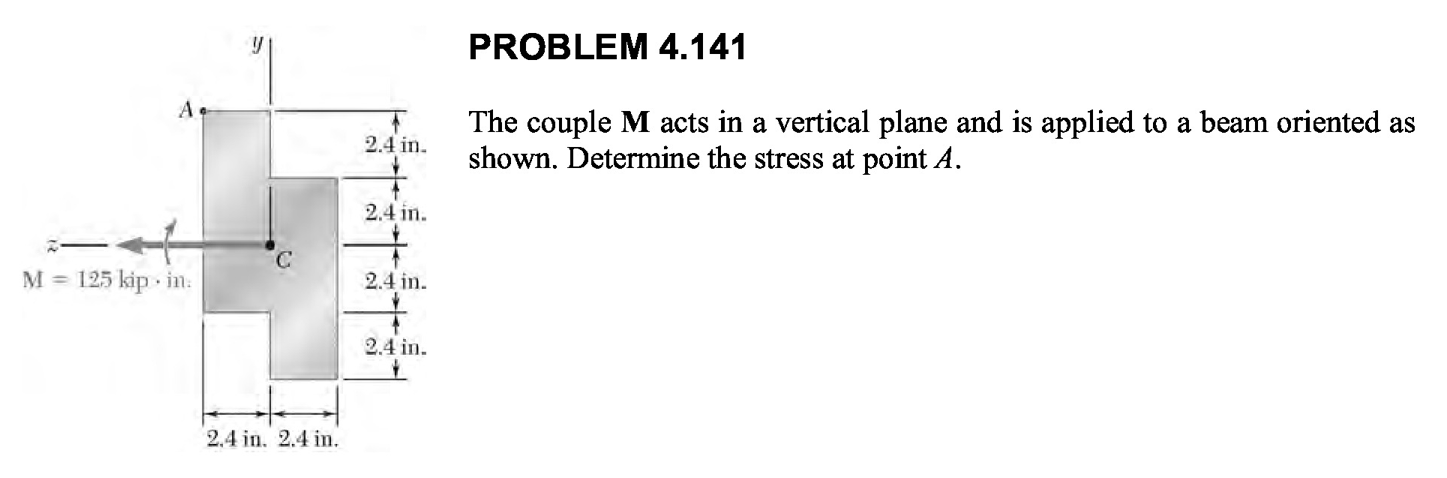 PROBLEM 4.141
The couple M acts in a vertical plane and is applied to a beam oriented as
shown. Determine the stress at point A.
y
A
2.4 in.
2.4 in.
z
C
M = 125 kip · in.
2.4 in.
2.4 in.
2.4 in. 2.4 in.